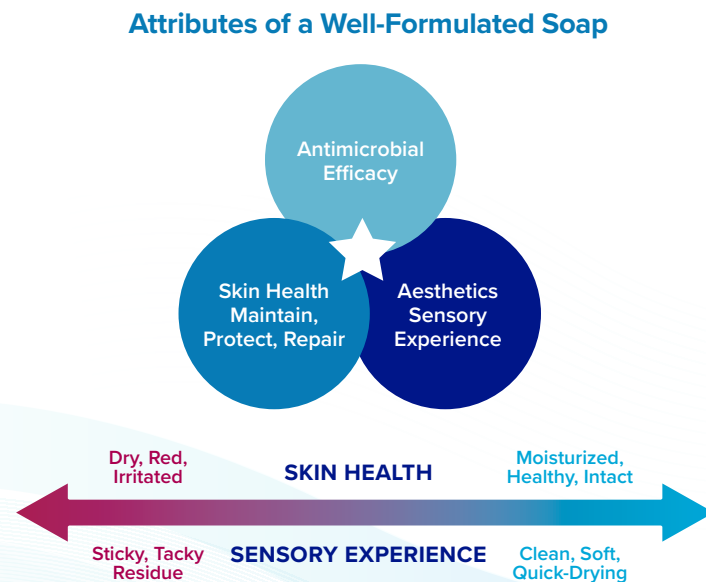 Attributes of a Well-Formulated Soap
Antimicrobial
Efficacy
Skin Health
Maintain,
Protect, Repair
Aesthetics
Sensory
Experience
Dry, Red,
Irritated
SKIN HEALTH
Moisturized,
Healthy, Intact
Sticky, Tacky
Residue
SENSORY EXPERIENCE
Clean, Soft,
Quick-Drying